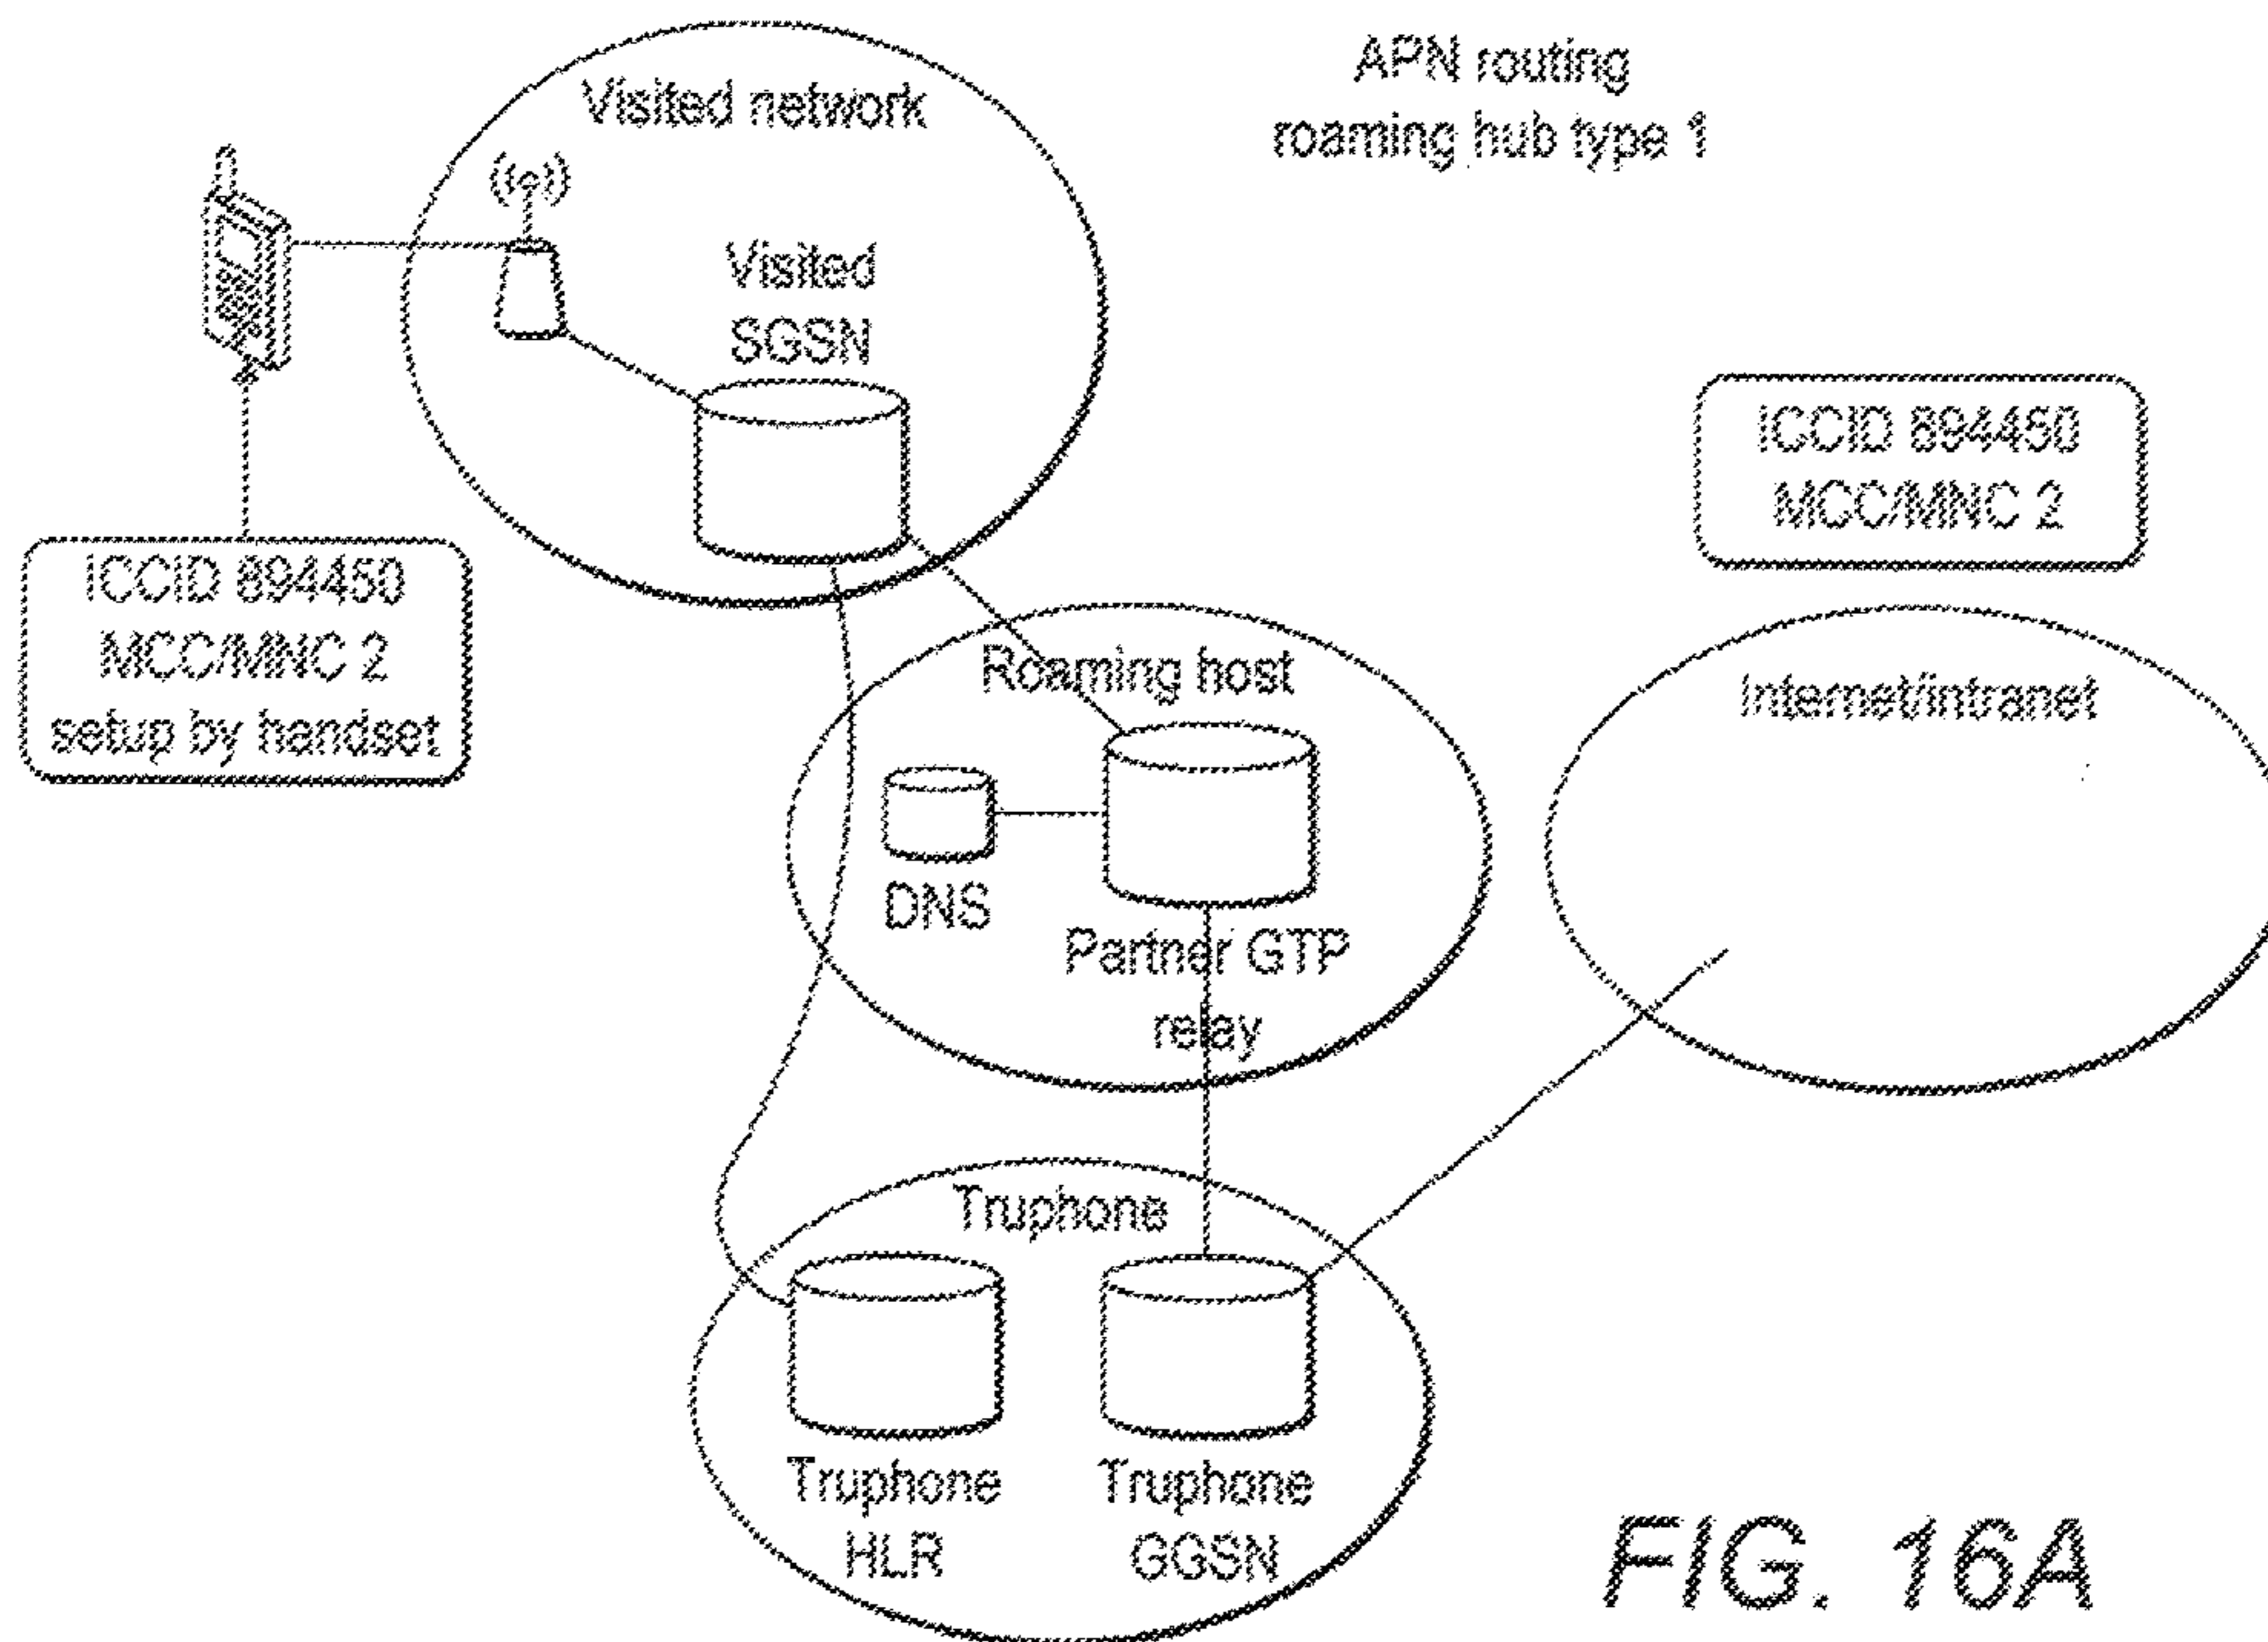 APN routing
roaming hub type 1
Visited network
Visited
SGSN
ICCID 894450
MCC/MNC 2
setup by handset
ICCID 894450
MCC/MNC 2
Roaming host
Internet/intranet
DNS
Partner GTP
relay
Truphone
Truphone
HLR
Truphone
GGSN
FIG. 16A